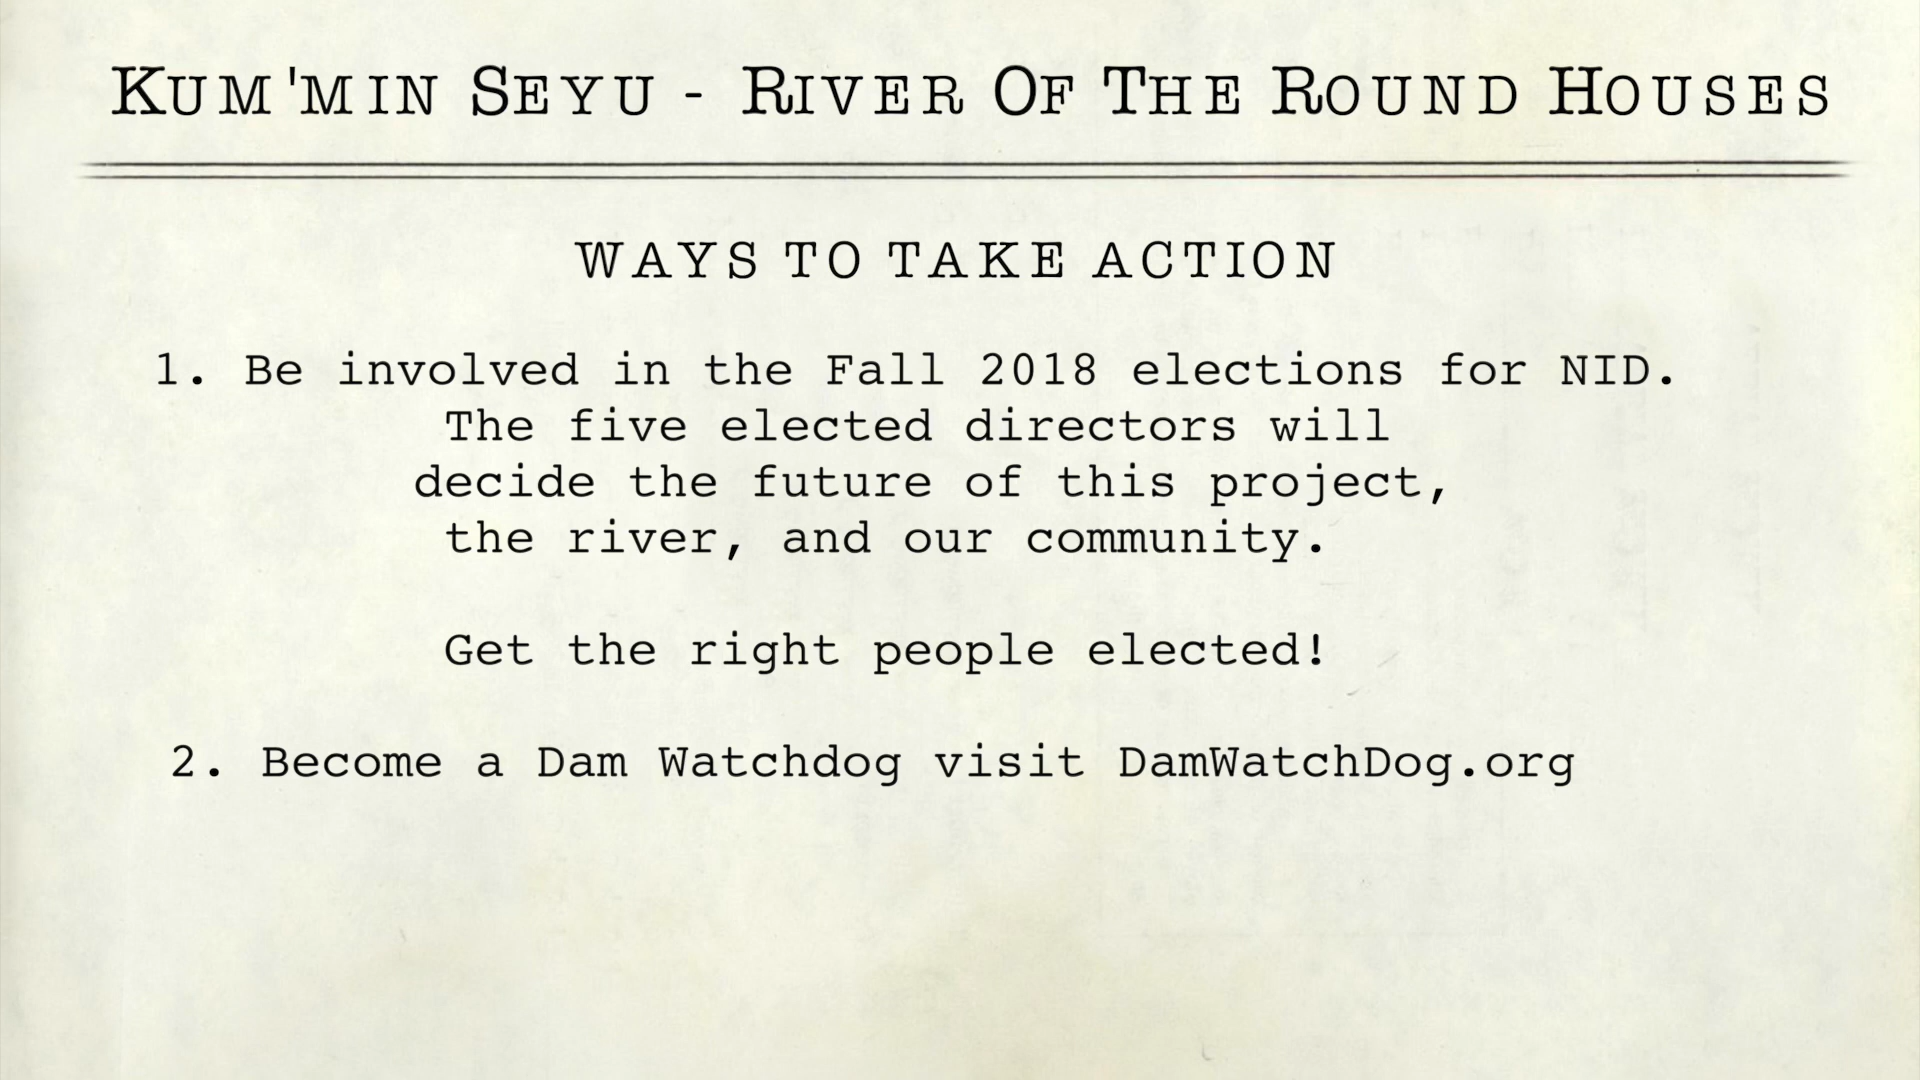 KUM'MIN SEYU - RIVER OF THE ROUND HOUSES
WAYS TO TAKE ACTION
1. Be involved in the Fall 2018 elections for NID.
The five elected directors will
decide the future of this project,
the river, and our community.
Get the right people elected!
2. Become a Dam Watchdog visit DamWatchDog.org